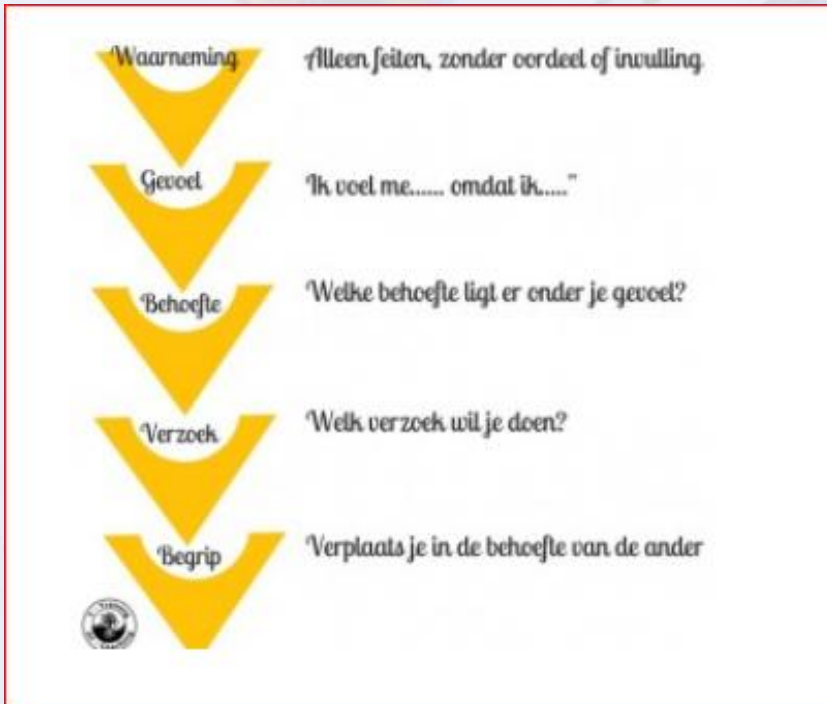 Waarneming Alleen feiten, zonder oordeel of invulling
Gevoel Ik voel me...... omdat ik....."
Behoefte Welke behoefte ligt er onder je gevoel?
Verzoek Welk verzoek wil je doen?
Begrip Verplaats je in de behoefte van de ander